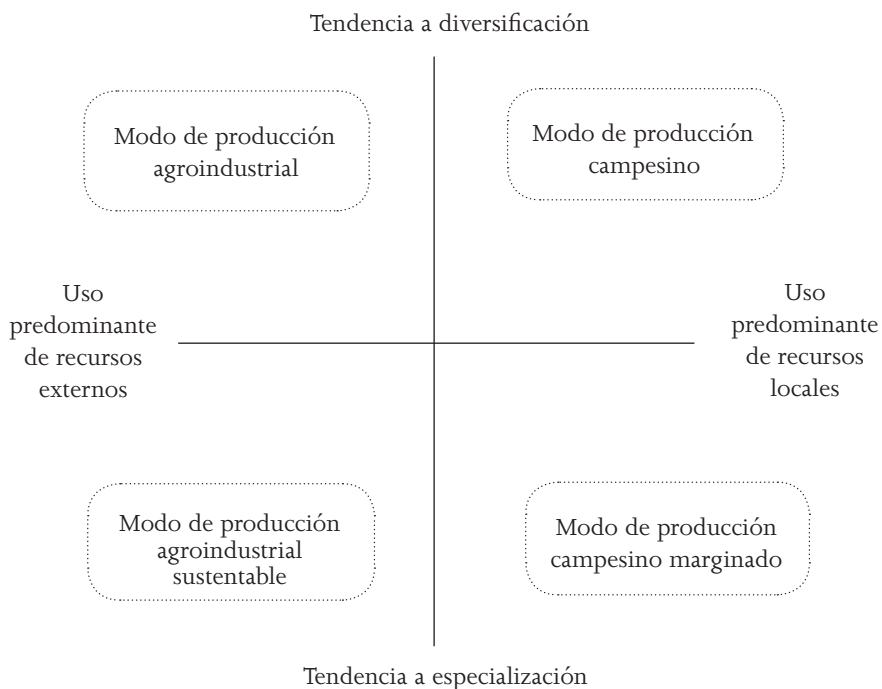 Tendencia a diversificación
Modo de producción
agroindustrial
Modo de producción
campesino
Uso
predominante
de recursos
externos
Uso
predominante
de recursos
locales
Modo de producción
agroindustrial
sustentable
Modo de producción
campesino marginado
Tendencia a especialización